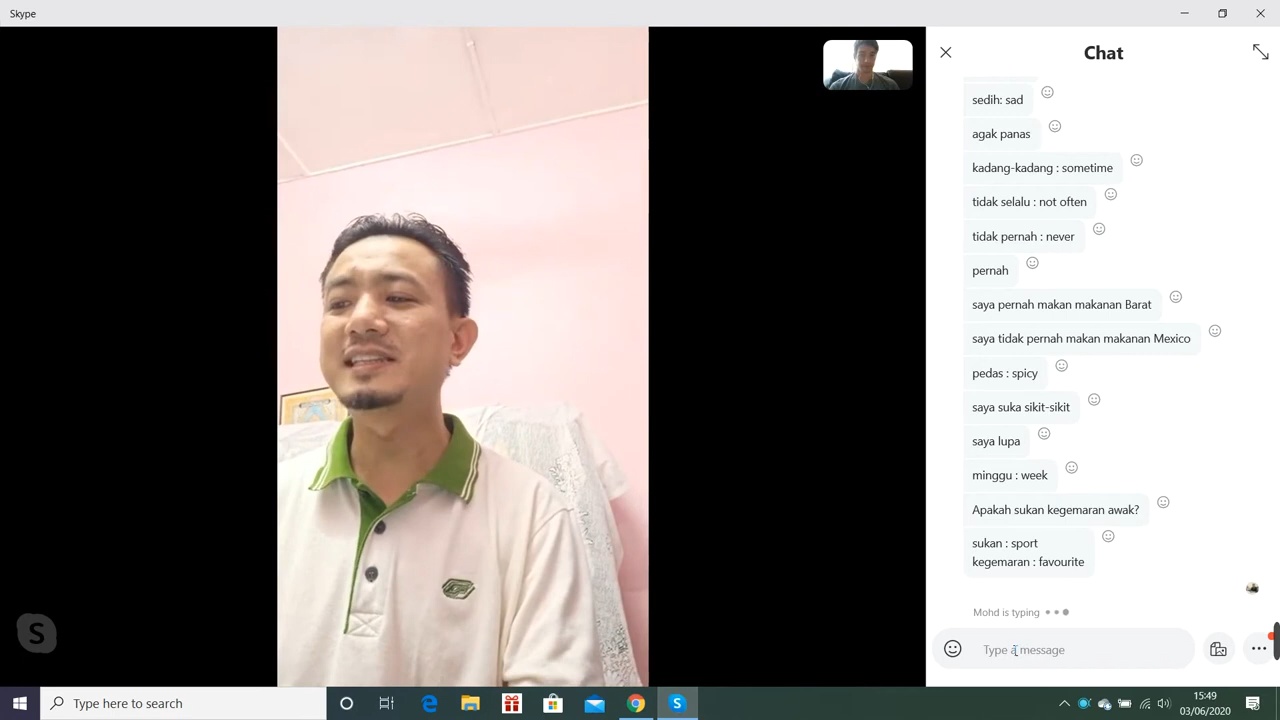 Skype
Chat
sedih: sad
agak panas
kadang-kadang : sometime
tidak selalu : not often
tidak pernah : never
pernah
saya pernah makan makanan Barat
saya tidak pernah makan makanan Mexico
pedas : spicy
saya suka sikit-sikit
saya lupa
minggu : week
Apakah sukan kegemaran awak?
sukan : sport
kegemaran : favourite
Mohd is typing
Type a message
Type here to search
15:49
03/06/2020